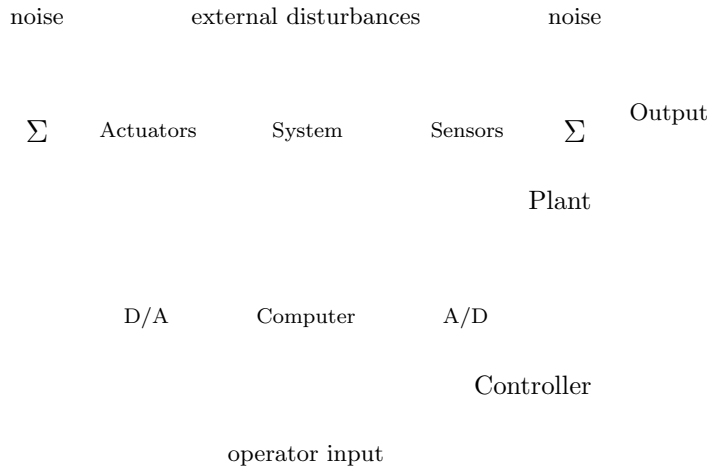 noise external disturbances noise
Σ Actuators System Sensors Σ Output
Plant
D/A Computer A/D
Controller
operator input